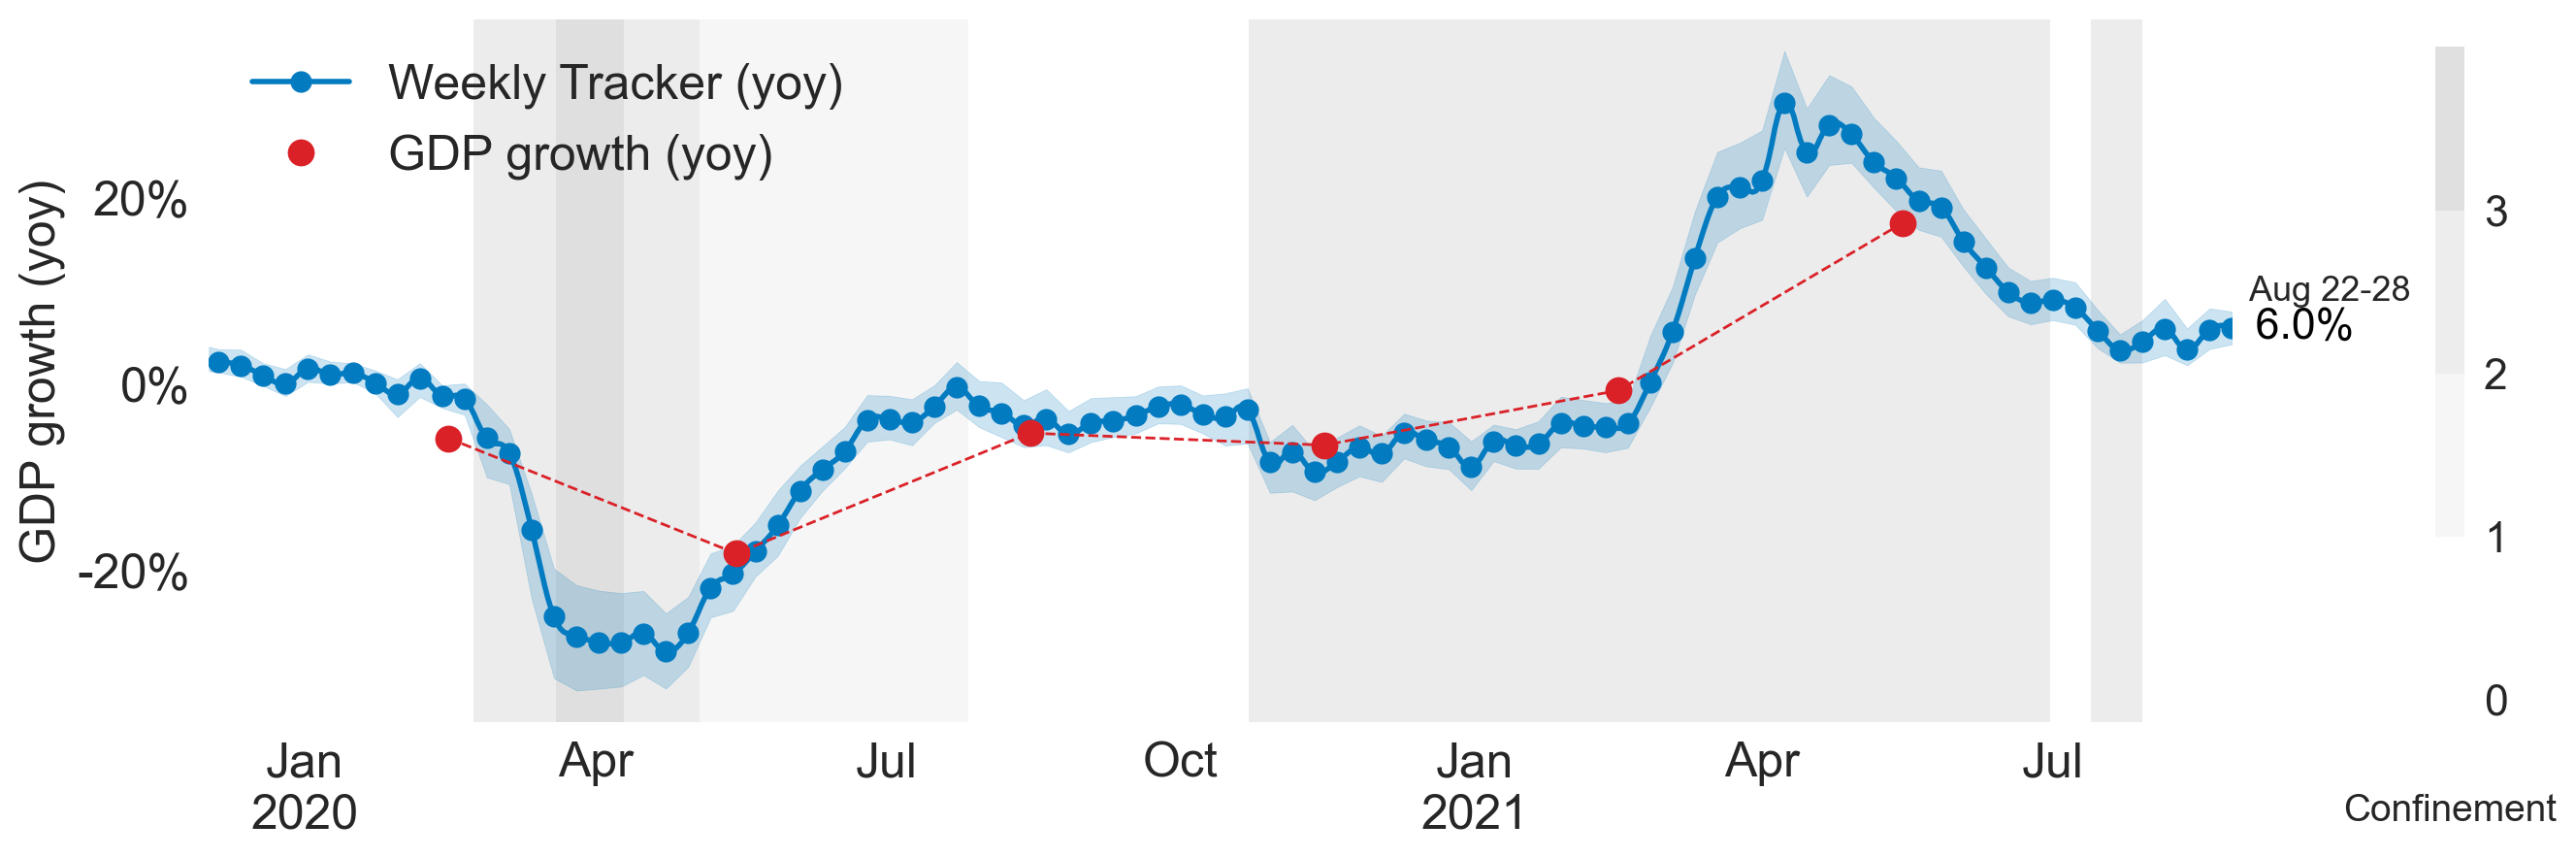 Weekly Tracker (yoy)
GDP growth (yoy)
GDP growth (yoy)
20%
0%
-20%
Aug 22-28
6.0%
3
2
1
0
Jan Apr Jul Oct Jan Apr Jul
2020 2021
Confinement